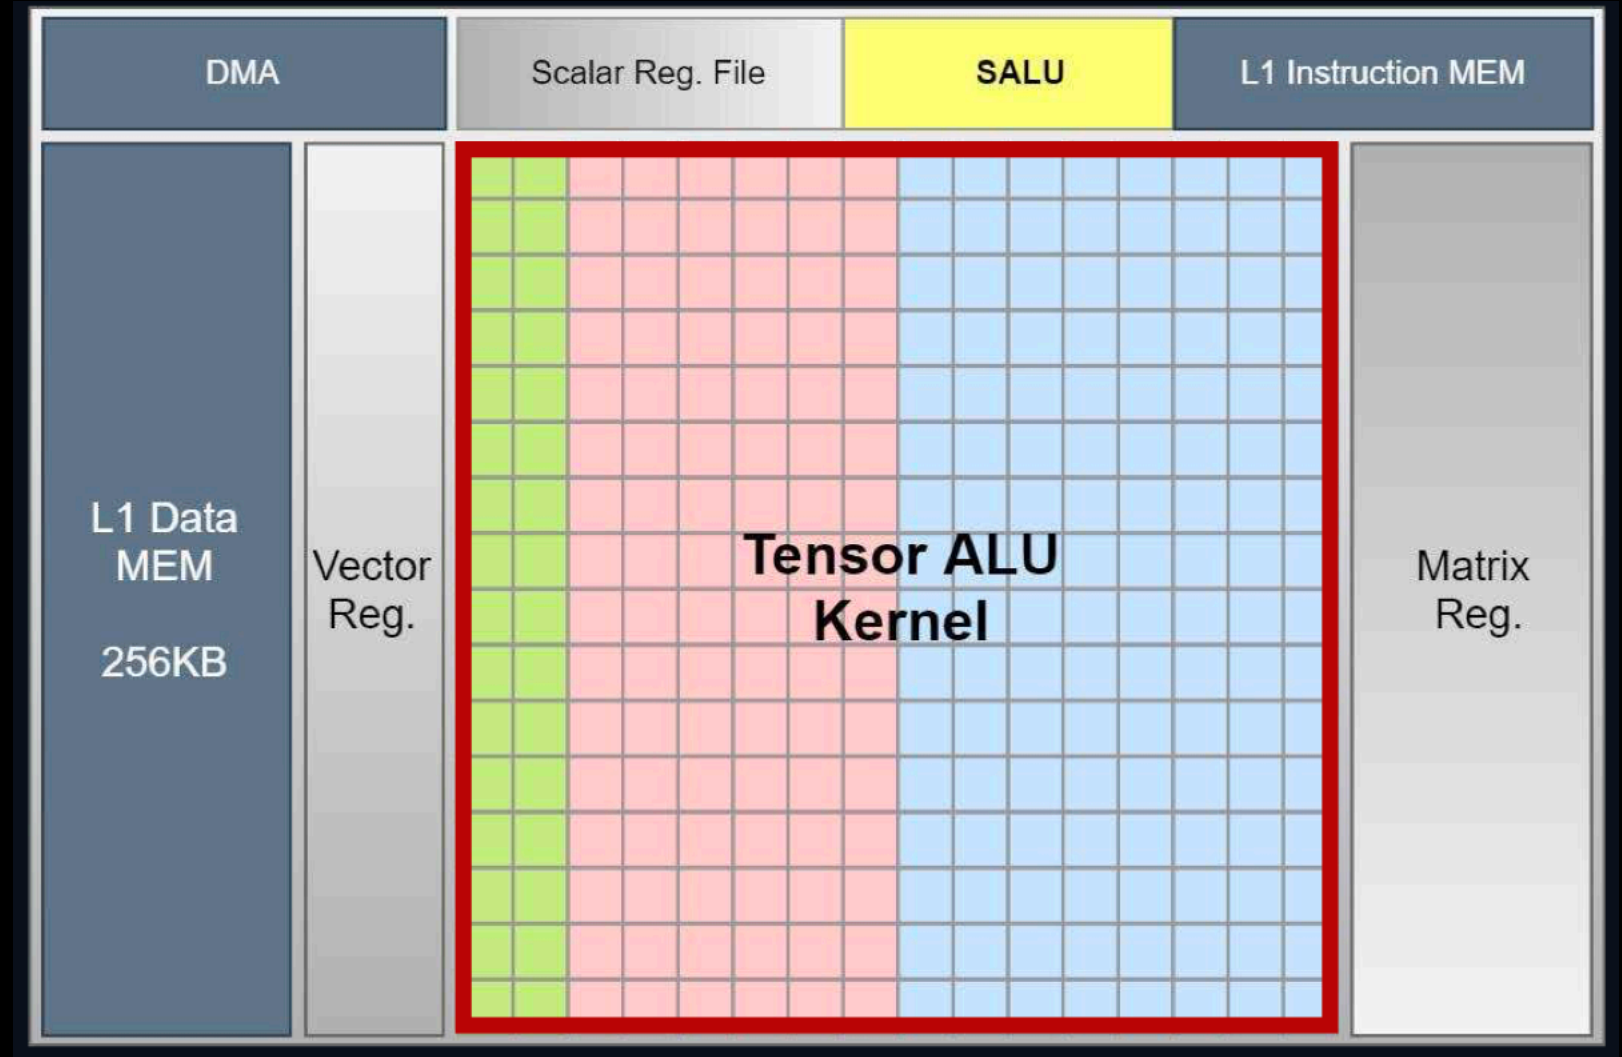 DMA
Scalar Reg. File
SALU
L1 Instruction MEM
L1 Data
MEM
256KB
Vector
Reg.
Tensor ALU
Kernel
Matrix
Reg.